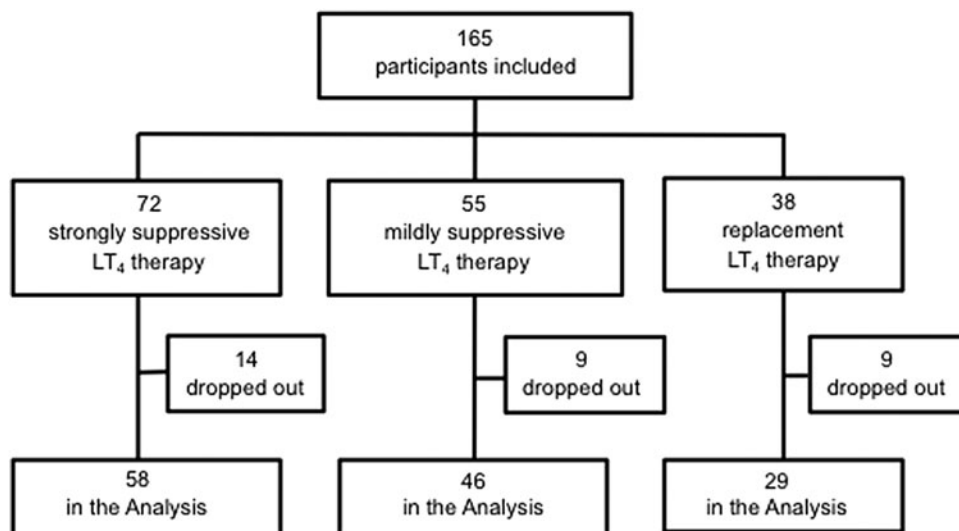 165
participants included
72
strongly suppressive
LT₄ therapy
55
mildly suppressive
LT₄ therapy
38
replacement
LT₄ therapy
14
dropped out
9
dropped out
9
dropped out
58
in the Analysis
46
in the Analysis
29
in the Analysis